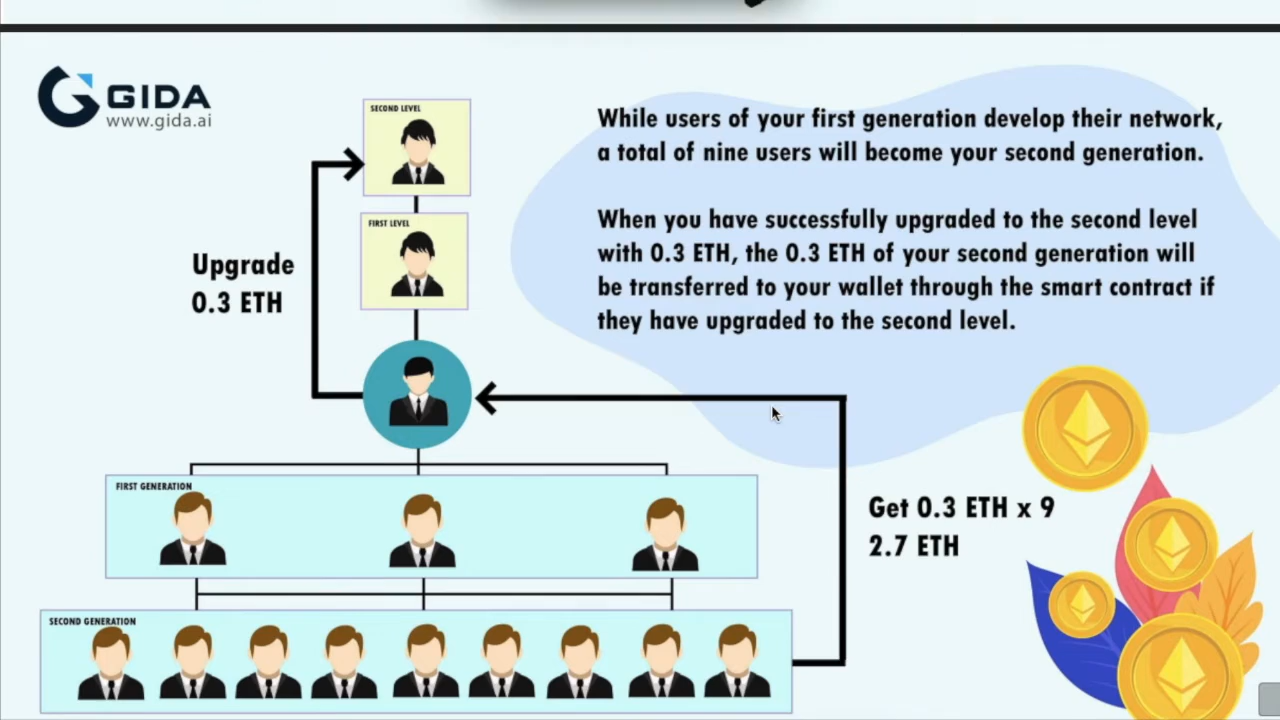 GIDA
www.gida.ai
SECOND LEVEL
While users of your first generation develop their network,
a total of nine users will become your second generation.
FIRST LEVEL
When you have successfully upgraded to the second level
with 0.3 ETH, the 0.3 ETH of your second generation will
be transferred to your wallet through the smart contract if
they have upgraded to the second level.
Upgrade
0.3 ETH
FIRST GENERATION
Get 0.3 ETH x 9
2.7 ETH
SECOND GENERATION